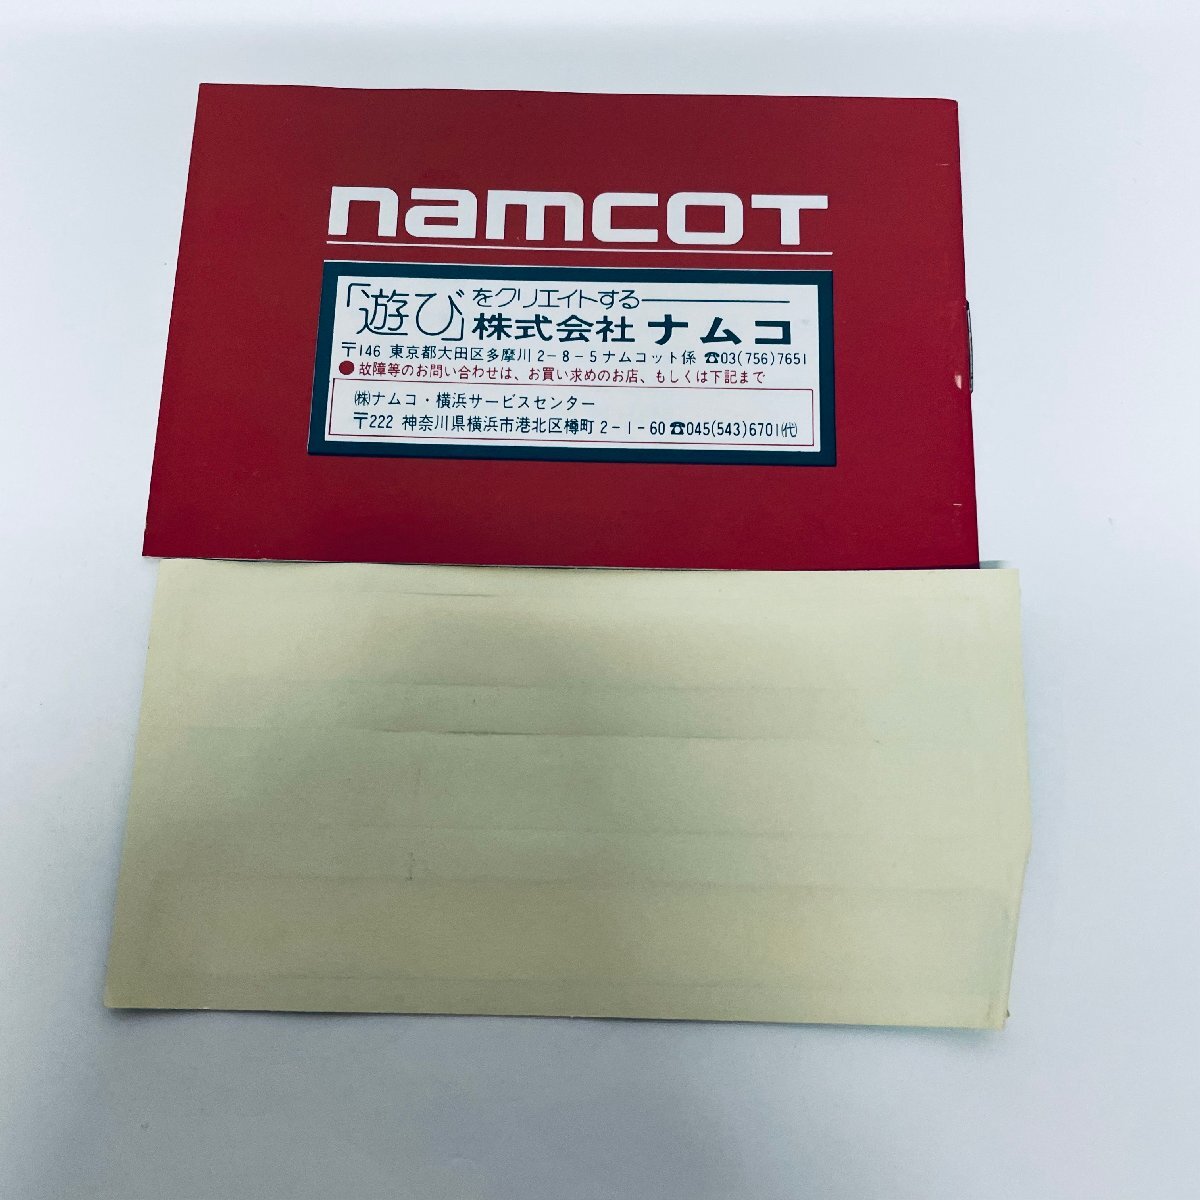 namcot
「遊び」をクリエイトする
株式会社 ナムコ
〒146 東京都大田区多摩川2-8-5ナムコット係 ☎03(756)7651
●故障等のお問い合わせは、お買い求めのお店、もしくは下記まで
㈱ナムコ・横浜サービスセンター
〒222 神奈川県横浜市港北区樽町2-1-60☎045(543)6701㈹